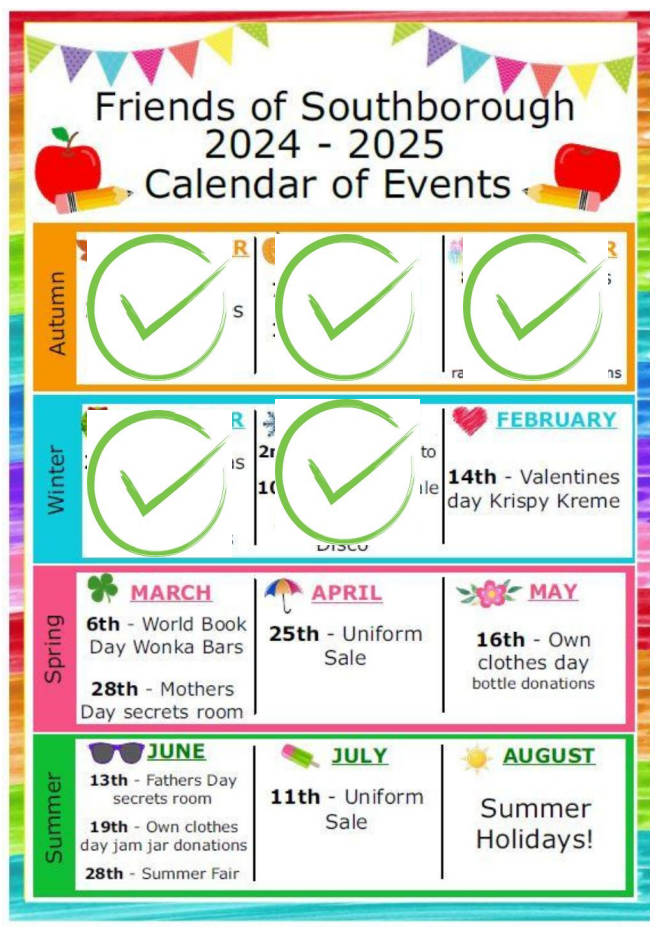 Friends of Southborough
2024 - 2025
Calendar of Events
Autumn
Winter
to
Disco
FEBRUARY
14th - Valentines
day Krispy Kreme
Spring
MARCH
6th - World Book
Day Wonka Bars
28th - Mothers
Day secrets room
APRIL
25th - Uniform
Sale
MAY
16th - Own
clothes day
bottle donations
Summer
JUNE
13th - Fathers Day
secrets room
19th - Own clothes
day jam jar donations
28th - Summer Fair
JULY
11th - Uniform
Sale
AUGUST
Summer
Holidays!